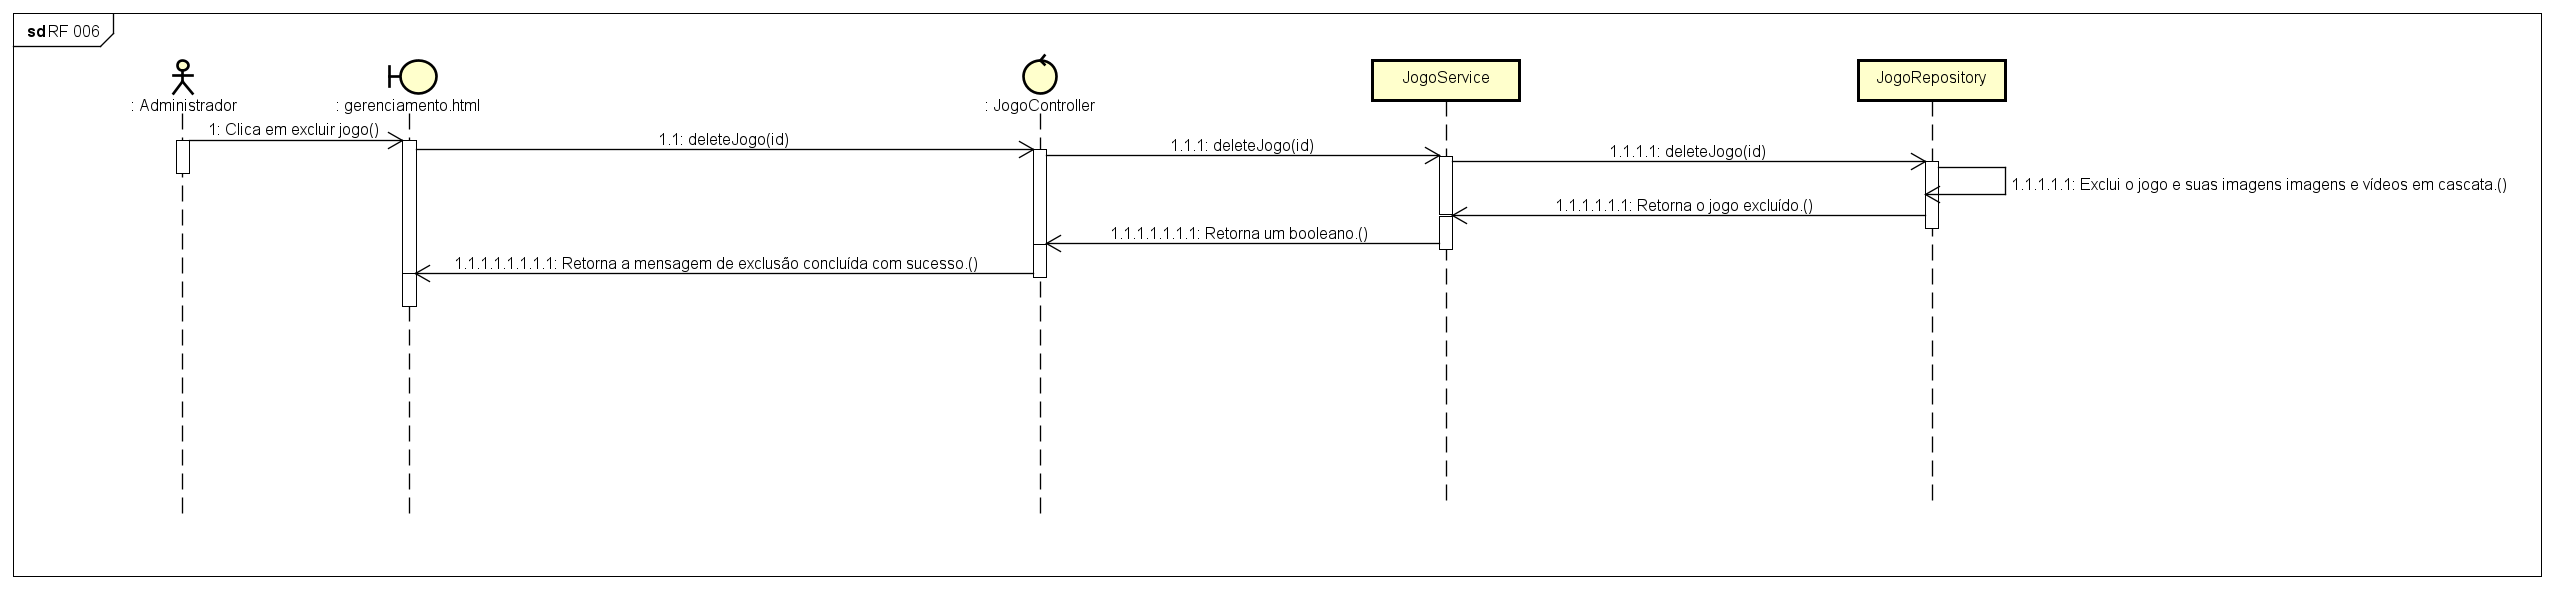 sd RF 006
: Administrador
: gerenciamento.html
: JogoController
JogoService
JogoRepository
1: Clica em excluir jogo()
1.1: deleteJogo(id)
1.1.1: deleteJogo(id)
1.1.1.1: deleteJogo(id)
1.1.1.1.1: Exclui o jogo e suas imagens imagens e vídeos em cascata.()
1.1.1.1.1.1: Retorna o jogo excluído.()
1.1.1.1.1.1.1: Retorna um booleano.()
1.1.1.1.1.1.1.1: Retorna a mensagem de exclusão concluída com sucesso.()